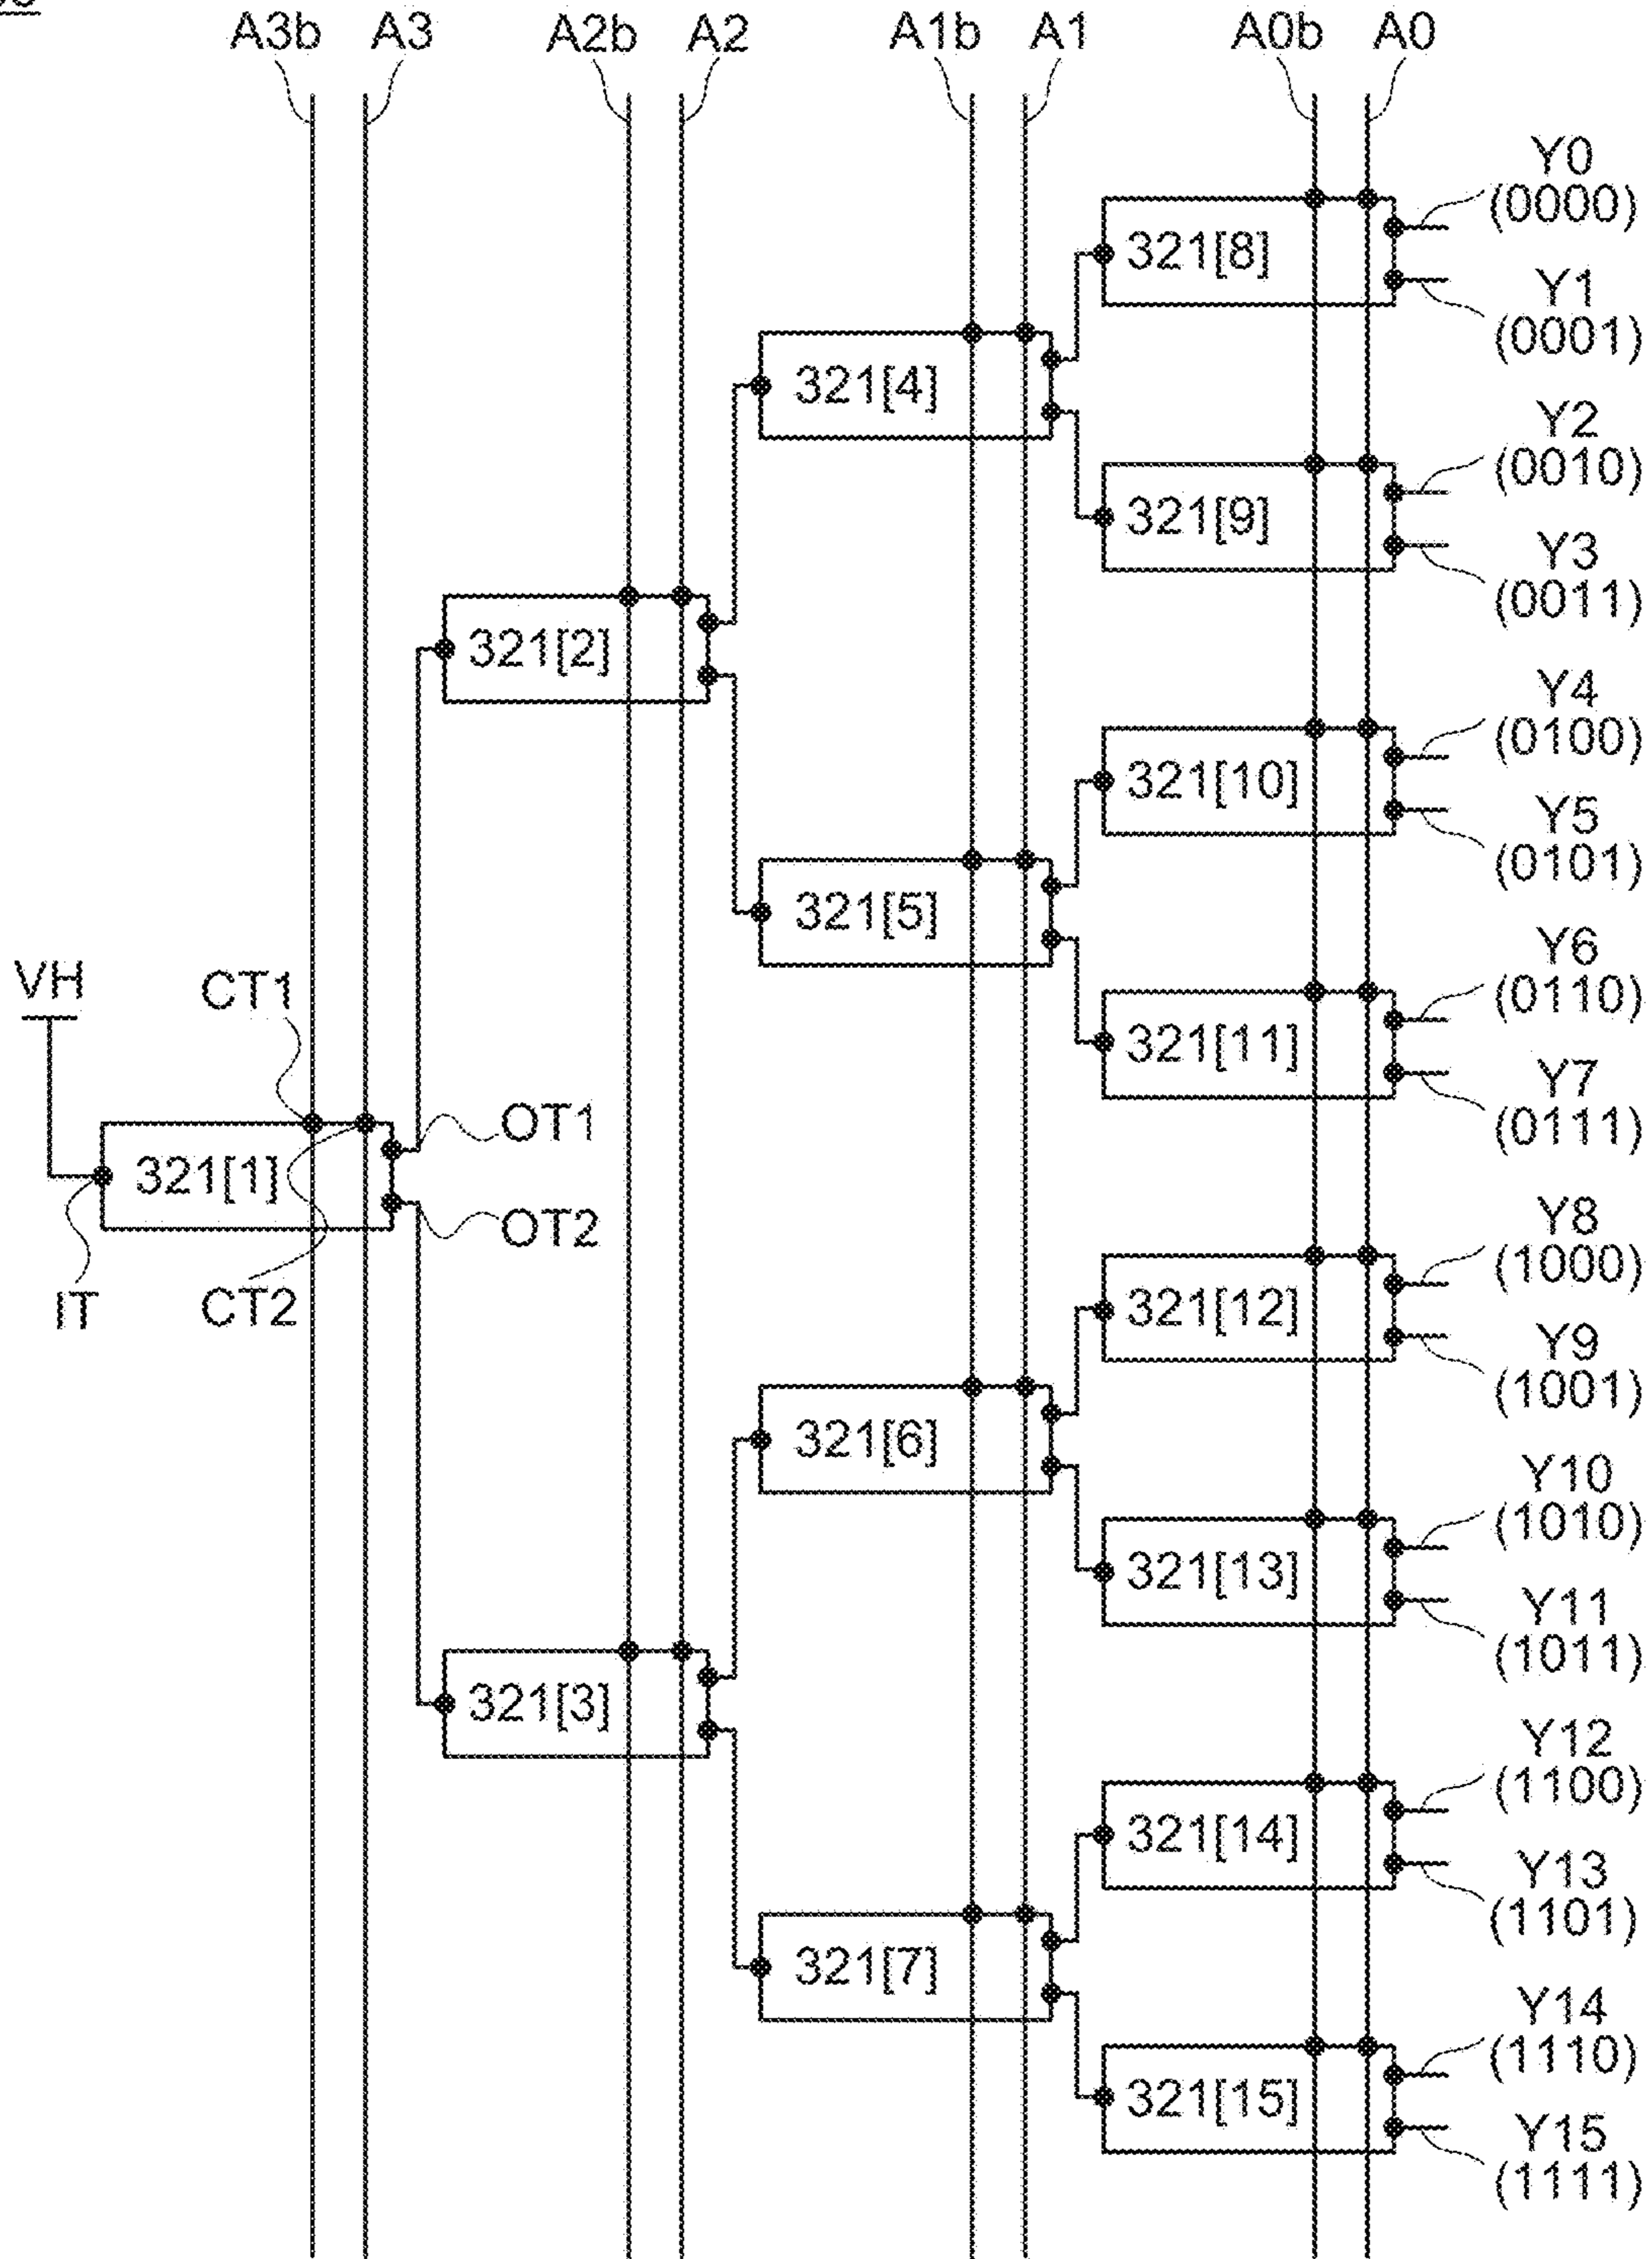 A3b A3 A2b A2 A1b A1 A0b A0
Y0
(0000)
321[8]
Y1
(0001)
321[4]
Y2
(0010)
321[9]
Y3
(0011)
321[2]
Y4
(0100)
321[10]
Y5
(0101)
321[5]
Y6
(0110)
VH
CT1
321[11]
Y7
(0111)
OT1
321[1]
OT2
Y8
(1000)
IT
CT2
321[12]
Y9
(1001)
321[6]
Y10
(1010)
321[13]
Y11
(1011)
321[3]
Y12
(1100)
321[14]
Y13
(1101)
321[7]
Y14
(1110)
321[15]
Y15
(1111)